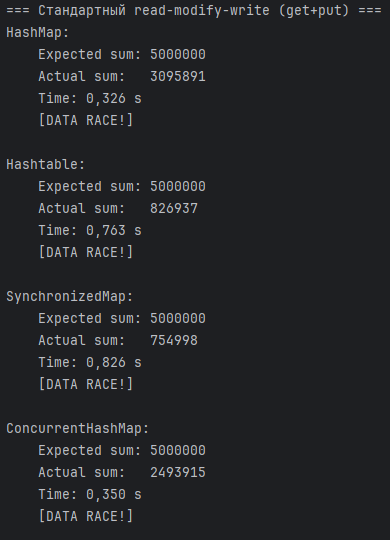 === Стандартный read-modify-write (get+put) ===
HashMap:
Expected sum: 5000000
Actual sum: 3095891
Time: 0,326 s
[DATA RACE!]
Hashtable:
Expected sum: 5000000
Actual sum: 826937
Time: 0,763 s
[DATA RACE!]
SynchronizedMap:
Expected sum: 5000000
Actual sum: 754998
Time: 0,826 s
[DATA RACE!]
ConcurrentHashMap:
Expected sum: 5000000
Actual sum: 2493915
Time: 0,350 s
[DATA RACE!]